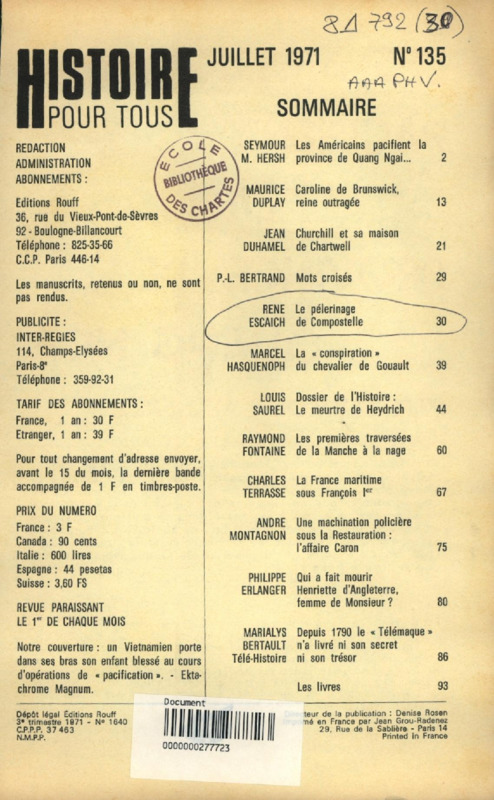 8Δ 792 (30)
HISTOIRE
POUR TOUS
JUILLET 1971 N° 135
AAA PHV.
SOMMAIRE
ECOLE
BIBLIOTHÈQUE
DES CHARTES
REDACTION
ADMINISTRATION
ABONNEMENTS :
Editions Rouff
36, rue du Vieux-Pont-de-Sèvres
92 - Boulogne-Billancourt
Téléphone : 825-35-66
C.C.P. Paris 446-14
Les manuscrits, retenus ou non, ne sont
pas rendus.
PUBLICITE :
INTER-REGIES
114, Champs-Elysées
Paris-8e
Téléphone : 359-92-31
TARIF DES ABONNEMENTS :
France, 1 an : 30 F
Etranger, 1 an : 39 F
Pour tout changement d'adresse envoyer,
avant le 15 du mois, la dernière bande
accompagnée de 1 F en timbres-poste.
PRIX DU NUMERO
France : 3 F
Canada : 90 cents
Italie : 600 lires
Espagne : 44 pesetas
Suisse : 3,60 FS
REVUE PARAISSANT
LE 1er DE CHAQUE MOIS
Notre couverture : un Vietnamien porte
dans ses bras son enfant blessé au cours
d'opérations de « pacification ». - Ekta-
chrome Magnum.
SEYMOUR Les Américains pacifient la
M. HERSH province de Quang Ngai... 2
MAURICE Caroline de Brunswick,
DUPLAY reine outragée 13
JEAN Churchill et sa maison
DUHAMEL de Chartwell 21
P.-L. BERTRAND Mots croisés 29
RENE Le pélerinage
ESCAICH de Compostelle 30
MARCEL La « conspiration »
HASQUENOPH du chevalier de Gouault 39
LOUIS Dossier de l'Histoire :
SAUREL Le meurtre de Heydrich 44
RAYMOND Les premières traversées
FONTAINE de la Manche à la nage 60
CHARLES La France maritime
TERRASSE sous François Ier 67
ANDRE Une machination policière
MONTAGNON sous la Restauration :
l'affaire Caron 75
PHILIPPE Qui a fait mourir
ERLANGER Henriette d'Angleterre,
femme de Monsieur ? 80
MARIALYS Depuis 1790 le « Télémaque »
BERTAULT n'a livré ni son secret
Télé-Histoire ni son trésor 86
Les livres 93
Dépôt légal Éditions Rouff
3e trimestre 1971 - No 1640
C.P.P.P. 37 463
N.M.P.P.
Document
0000000277723
de la publication : Denise Rosen
en France par Jean Grou-Radenez
29, Rue de la Sablière - Paris 14
Printed in France